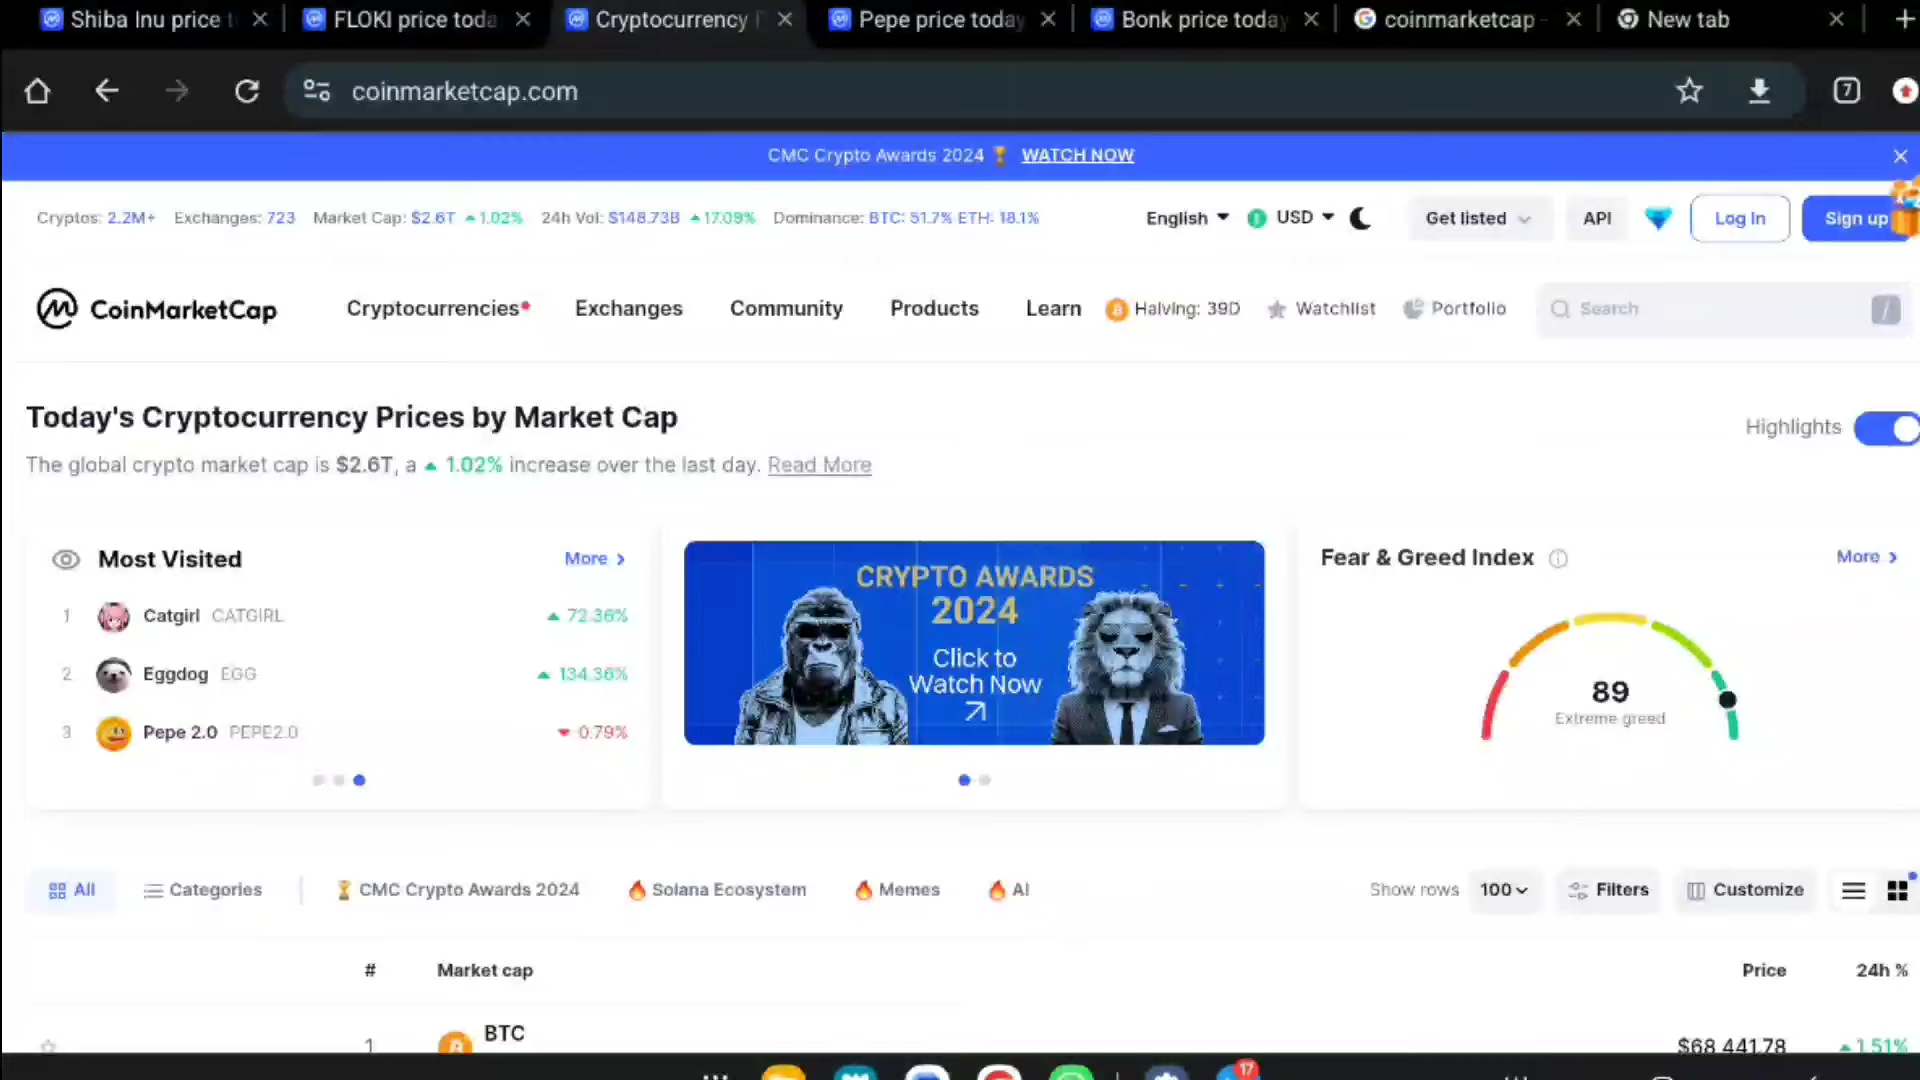 Shiba Inu price t
FLOKI price toda
Cryptocurrency
Pepe price today
Bonk price today
coinmarketcap -
New tab
coinmarketcap.com
7
CMC Crypto Awards 2024 🏆 WATCH NOW
Cryptos: 2.2M+ Exchanges: 723 Market Cap: $2.6T ▲1.02% 24h Vol: $148.73B ▲17.09% Dominance: BTC: 51.7% ETH: 18.1%
English USD Get listed API Log In Sign up
CoinMarketCap Cryptocurrencies Exchanges Community Products Learn Halving: 39D Watchlist Portfolio Search /
Today's Cryptocurrency Prices by Market Cap
Highlights
The global crypto market cap is $2.6T, a ▲ 1.02% increase over the last day. Read More
Most Visited More >
1 Catgirl CATGIRL ▲ 72.36%
2 Eggdog EGG ▲ 134.36%
3 Pepe 2.0 PEPE2.0 ▼ 0.79%
CRYPTO AWARDS
2024
Click to
Watch Now
Fear & Greed Index More >
89
Extreme greed
All Categories 🏆 CMC Crypto Awards 2024 🔥 Solana Ecosystem 🔥 Memes 🔥 AI Show rows 100 Filters Customize
# Market cap Price 24h %
1 BTC $68,441.78 ▲ 1.51%
17